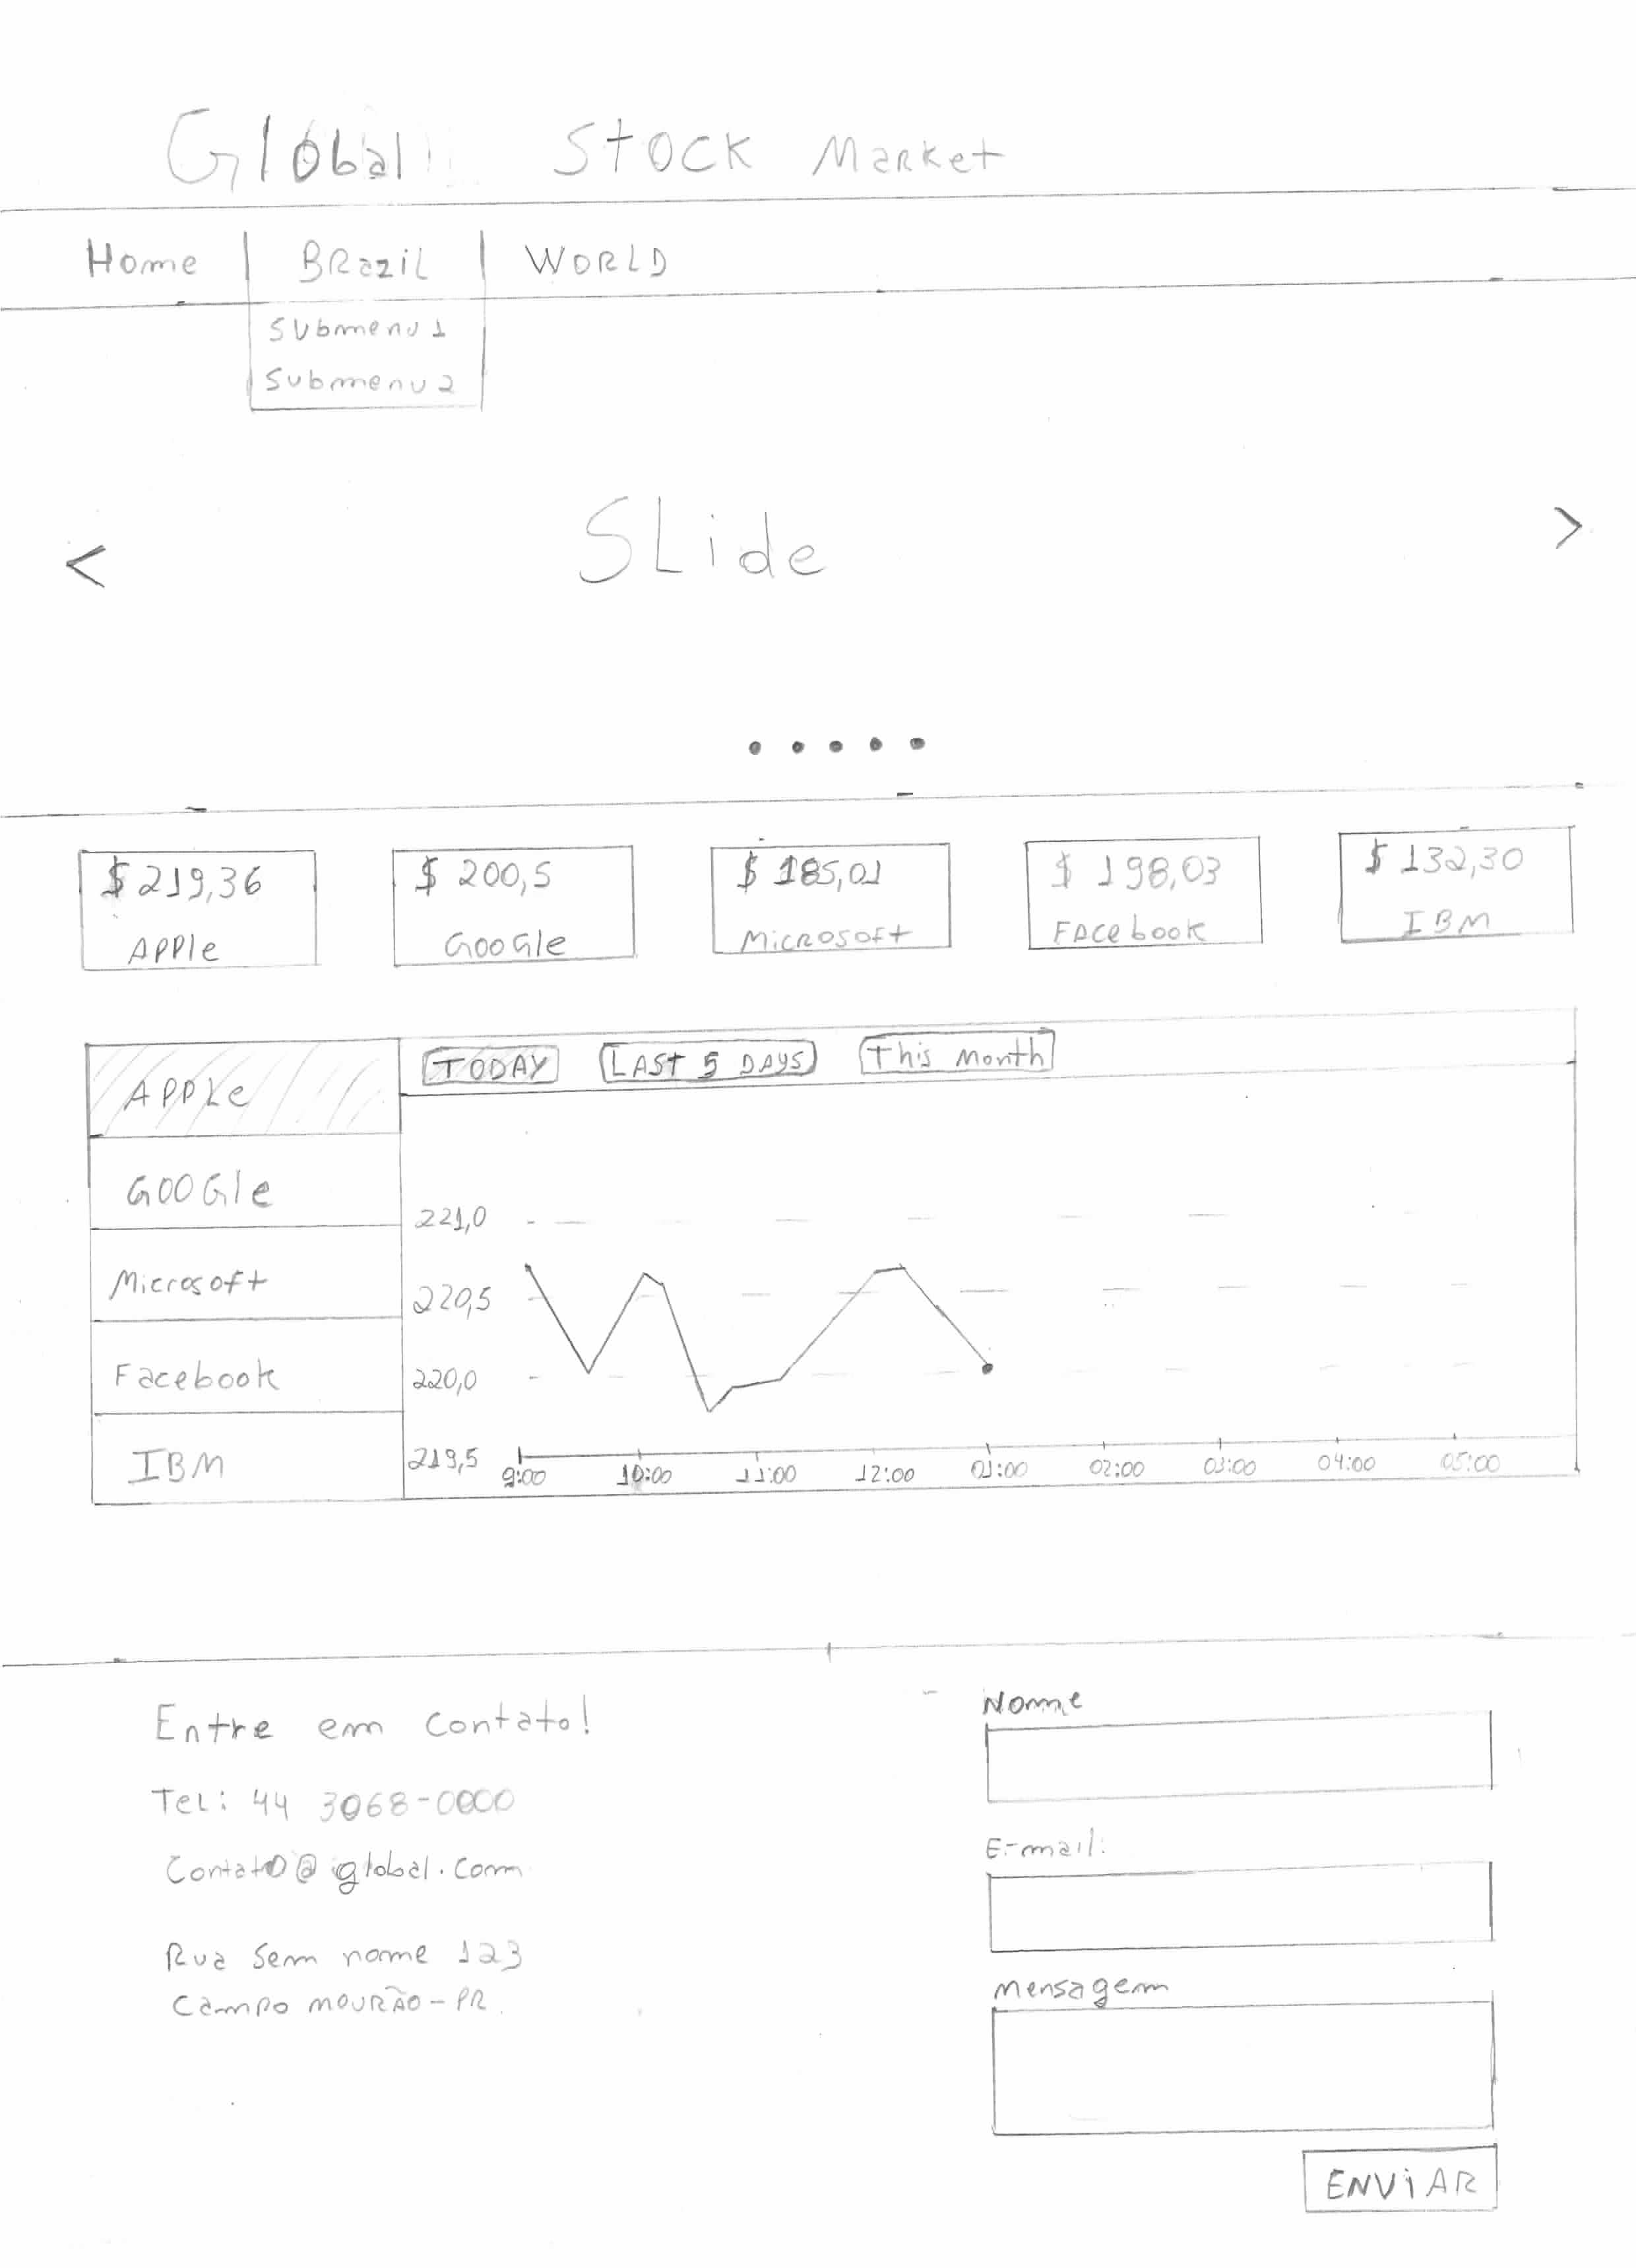 Global Stock Market
Home | Brazil | World
Submenu 1
Submenu 2
< Slide >
$ 219,36
Apple
$ 200,5
Google
$ 185,01
Microsoft
$ 198,03
Facebook
$ 132,30
IBM
Apple
Google
Microsoft
Facebook
IBM
TODAY
LAST 5 DAYS
This Month
221,0
220,5
220,0
219,5
9:00 10:00 11:00 12:00 01:00 02:00 03:00 04:00 05:00
Entre em contato!
Tel: 44 3068-0000
Contato@global.com
Rua Sem nome 123
Campo Mourão - PR.
Nome
E-mail:
Mensagem
ENViAR